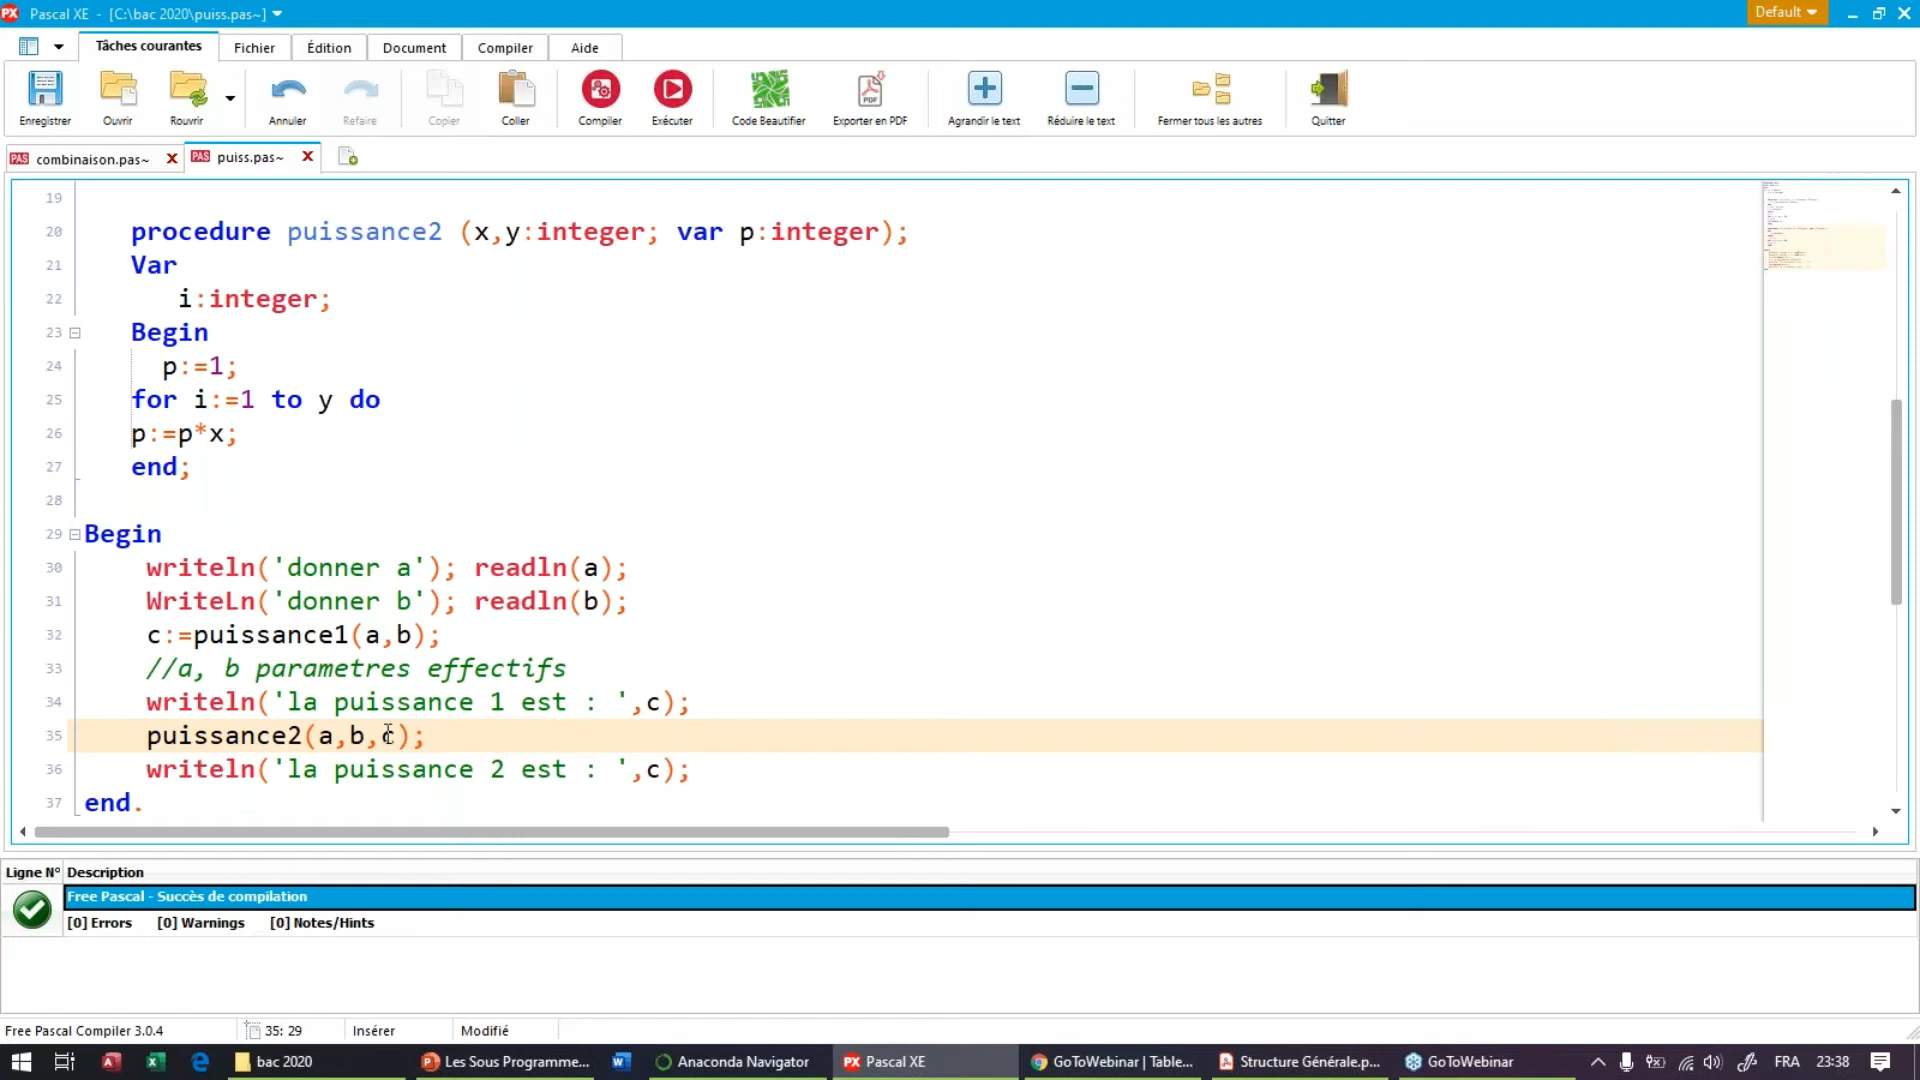 Pascal XE - [C:\bac 2020\puiss.pas~]
Default
Tâches courantes
Fichier
Édition
Document
Compiler
Aide
Enregistrer
Ouvrir
Rouvrir
Annuler
Refaire
Copier
Coller
Compiler
Exécuter
Code Beautifier
Exporter en PDF
Agrandir le text
Réduire le text
Fermer tous les autres
Quitter
PAS combinaison.pas~
PAS puiss.pas~
19
20 procedure puissance2 (x,y:integer; var p:integer);
21 Var
22 i:integer;
23 Begin
24 p:=1;
25 for i:=1 to y do
26 p:=p*x;
27 end;
28
29 Begin
30 writeln('donner a'); readln(a);
31 WriteLn('donner b'); readln(b);
32 c:=puissance1(a,b);
33 //a, b parametres effectifs
34 writeln('la puissance 1 est : ',c);
35 puissance2(a,b,c);
36 writeln('la puissance 2 est : ',c);
37 end.
Ligne N° Description
Free Pascal - Succès de compilation
[0] Errors [0] Warnings [0] Notes/Hints
Free Pascal Compiler 3.0.4 35: 29 Insérer Modifié
bac 2020 Les Sous Programme... Anaconda Navigator PX Pascal XE GoToWebinar | Table... Structure Générale.p... GoToWebinar FRA 23:38